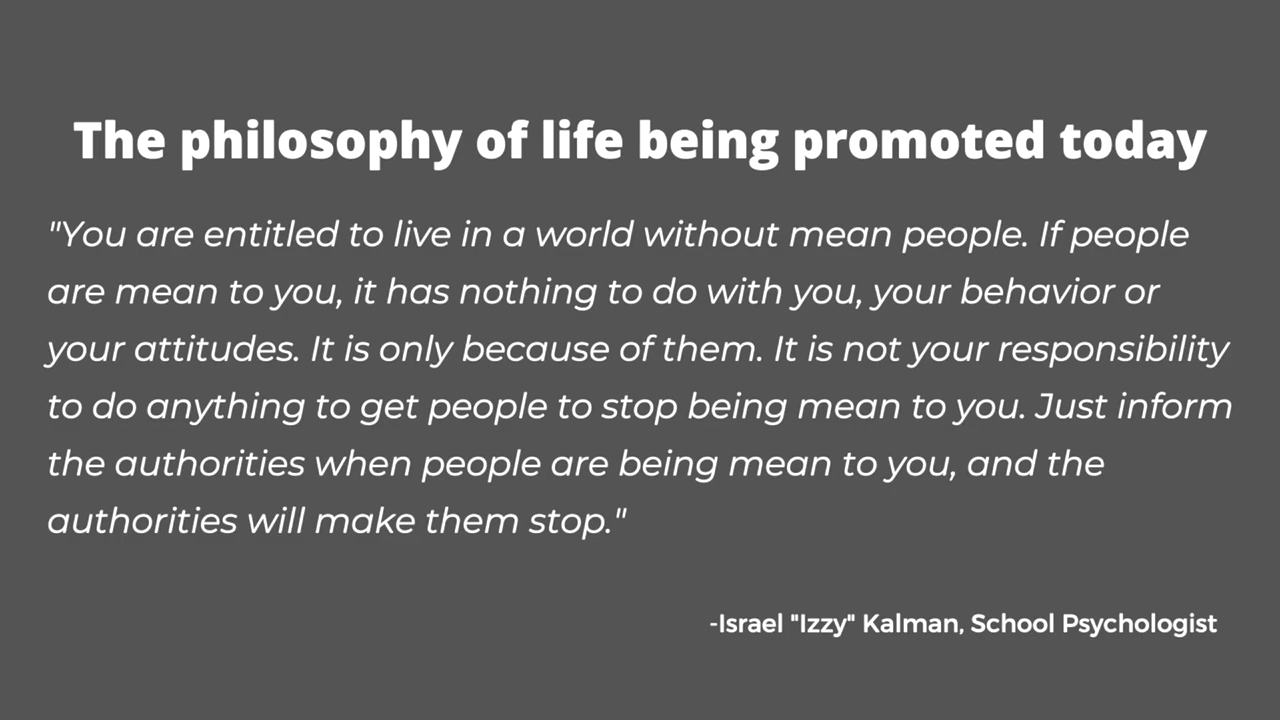 The philosophy of life being promoted today
"You are entitled to live in a world without mean people. If people
are mean to you, it has nothing to do with you, your behavior or
your attitudes. It is only because of them. It is not your responsibility
to do anything to get people to stop being mean to you. Just inform
the authorities when people are being mean to you, and the
authorities will make them stop."
-Israel "Izzy" Kalman, School Psychologist